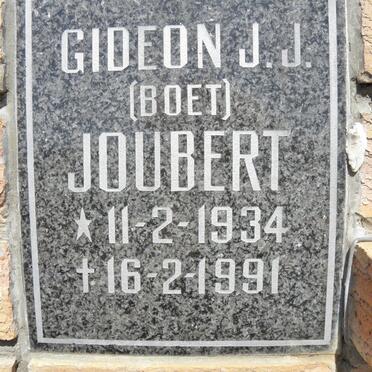 GIDEON J.J.
(BOET)
JOUBERT
★ 11-2-1934
✝ 16-2-1991